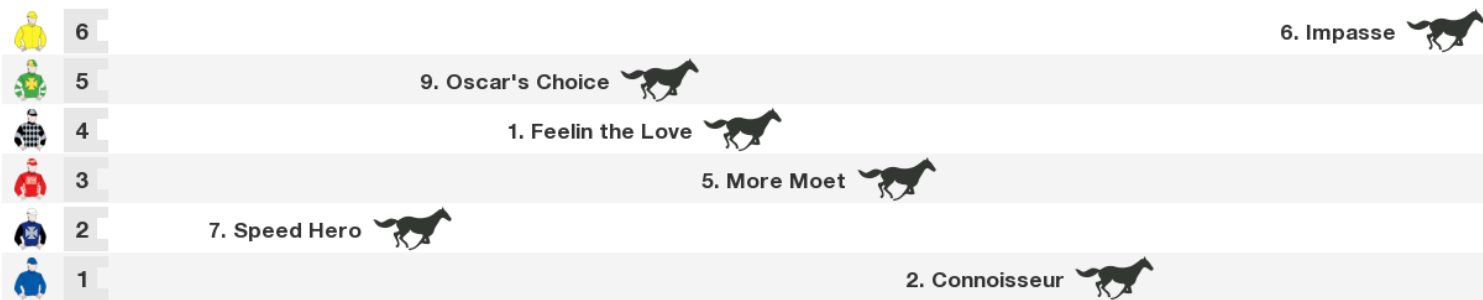 6 6. Impasse
5 9. Oscar's Choice
4 1. Feelin the Love
3 5. More Moet
2 7. Speed Hero
1 2. Connoisseur